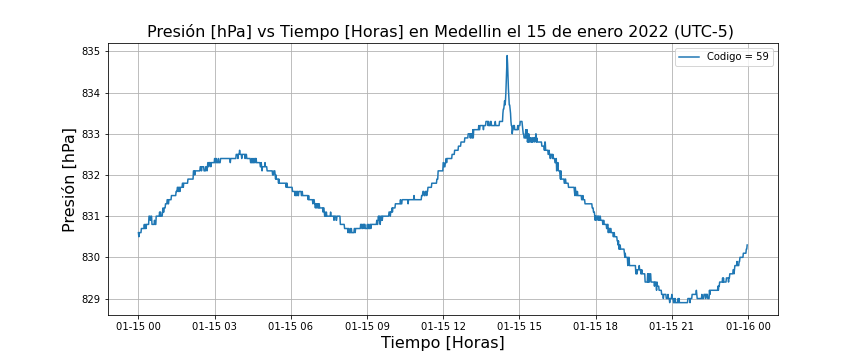 Presión [hPa] vs Tiempo [Horas] en Medellin el 15 de enero 2022 (UTC-5)
Codigo = 59
Presión [hPa]
835
834
833
832
831
830
829
01-15 00 01-15 03 01-15 06 01-15 09 01-15 12 01-15 15 01-15 18 01-15 21 01-16 00
Tiempo [Horas]